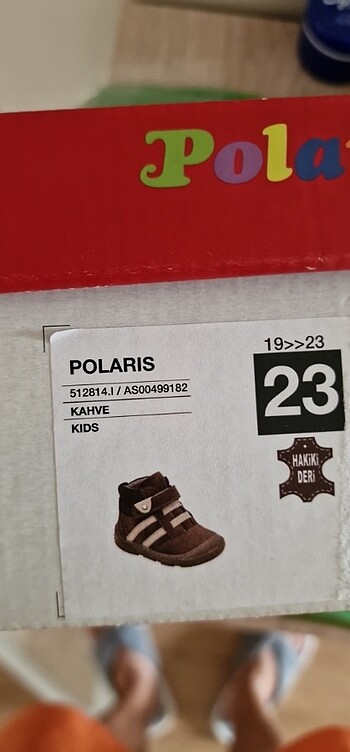 Pola
POLARIS
512814.I / AS00499182
KAHVE
KIDS
19>>23
23
HAKİKİ
DERİ